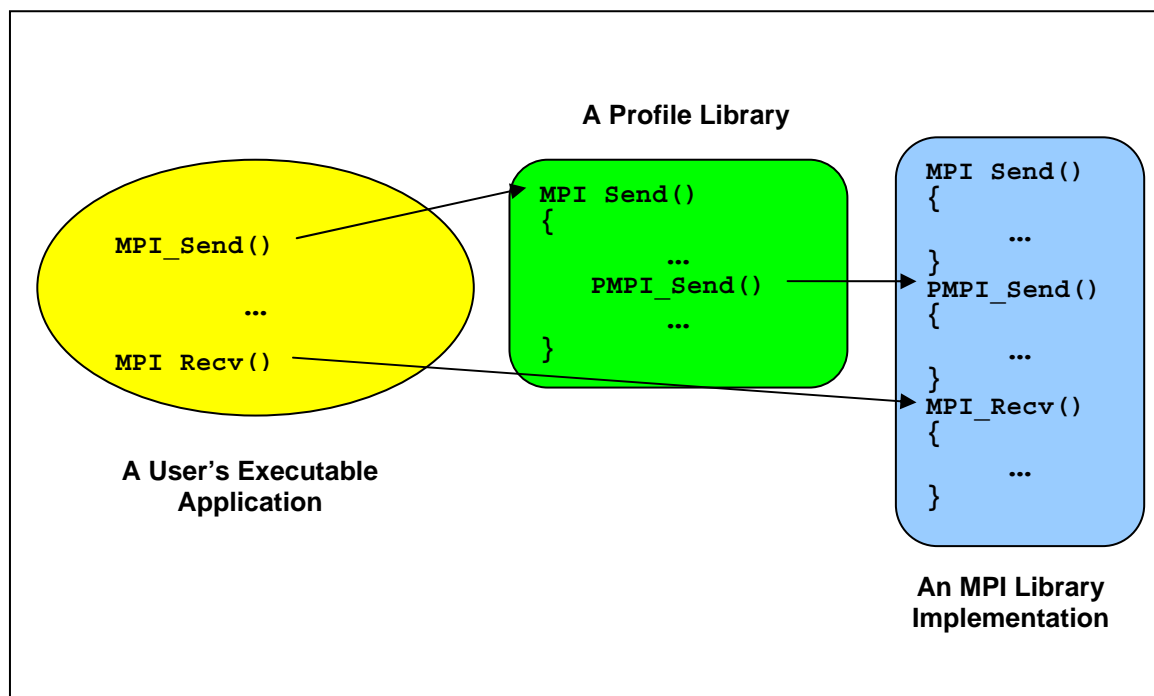 A Profile Library
MPI_Send()
...
MPI Recv()
A User's Executable
Application
MPI Send()
{
...
PMPI_Send()
...
}
MPI Send()
{
...
}
PMPI_Send()
{
...
}
MPI_Recv()
{
...
}
An MPI Library
Implementation